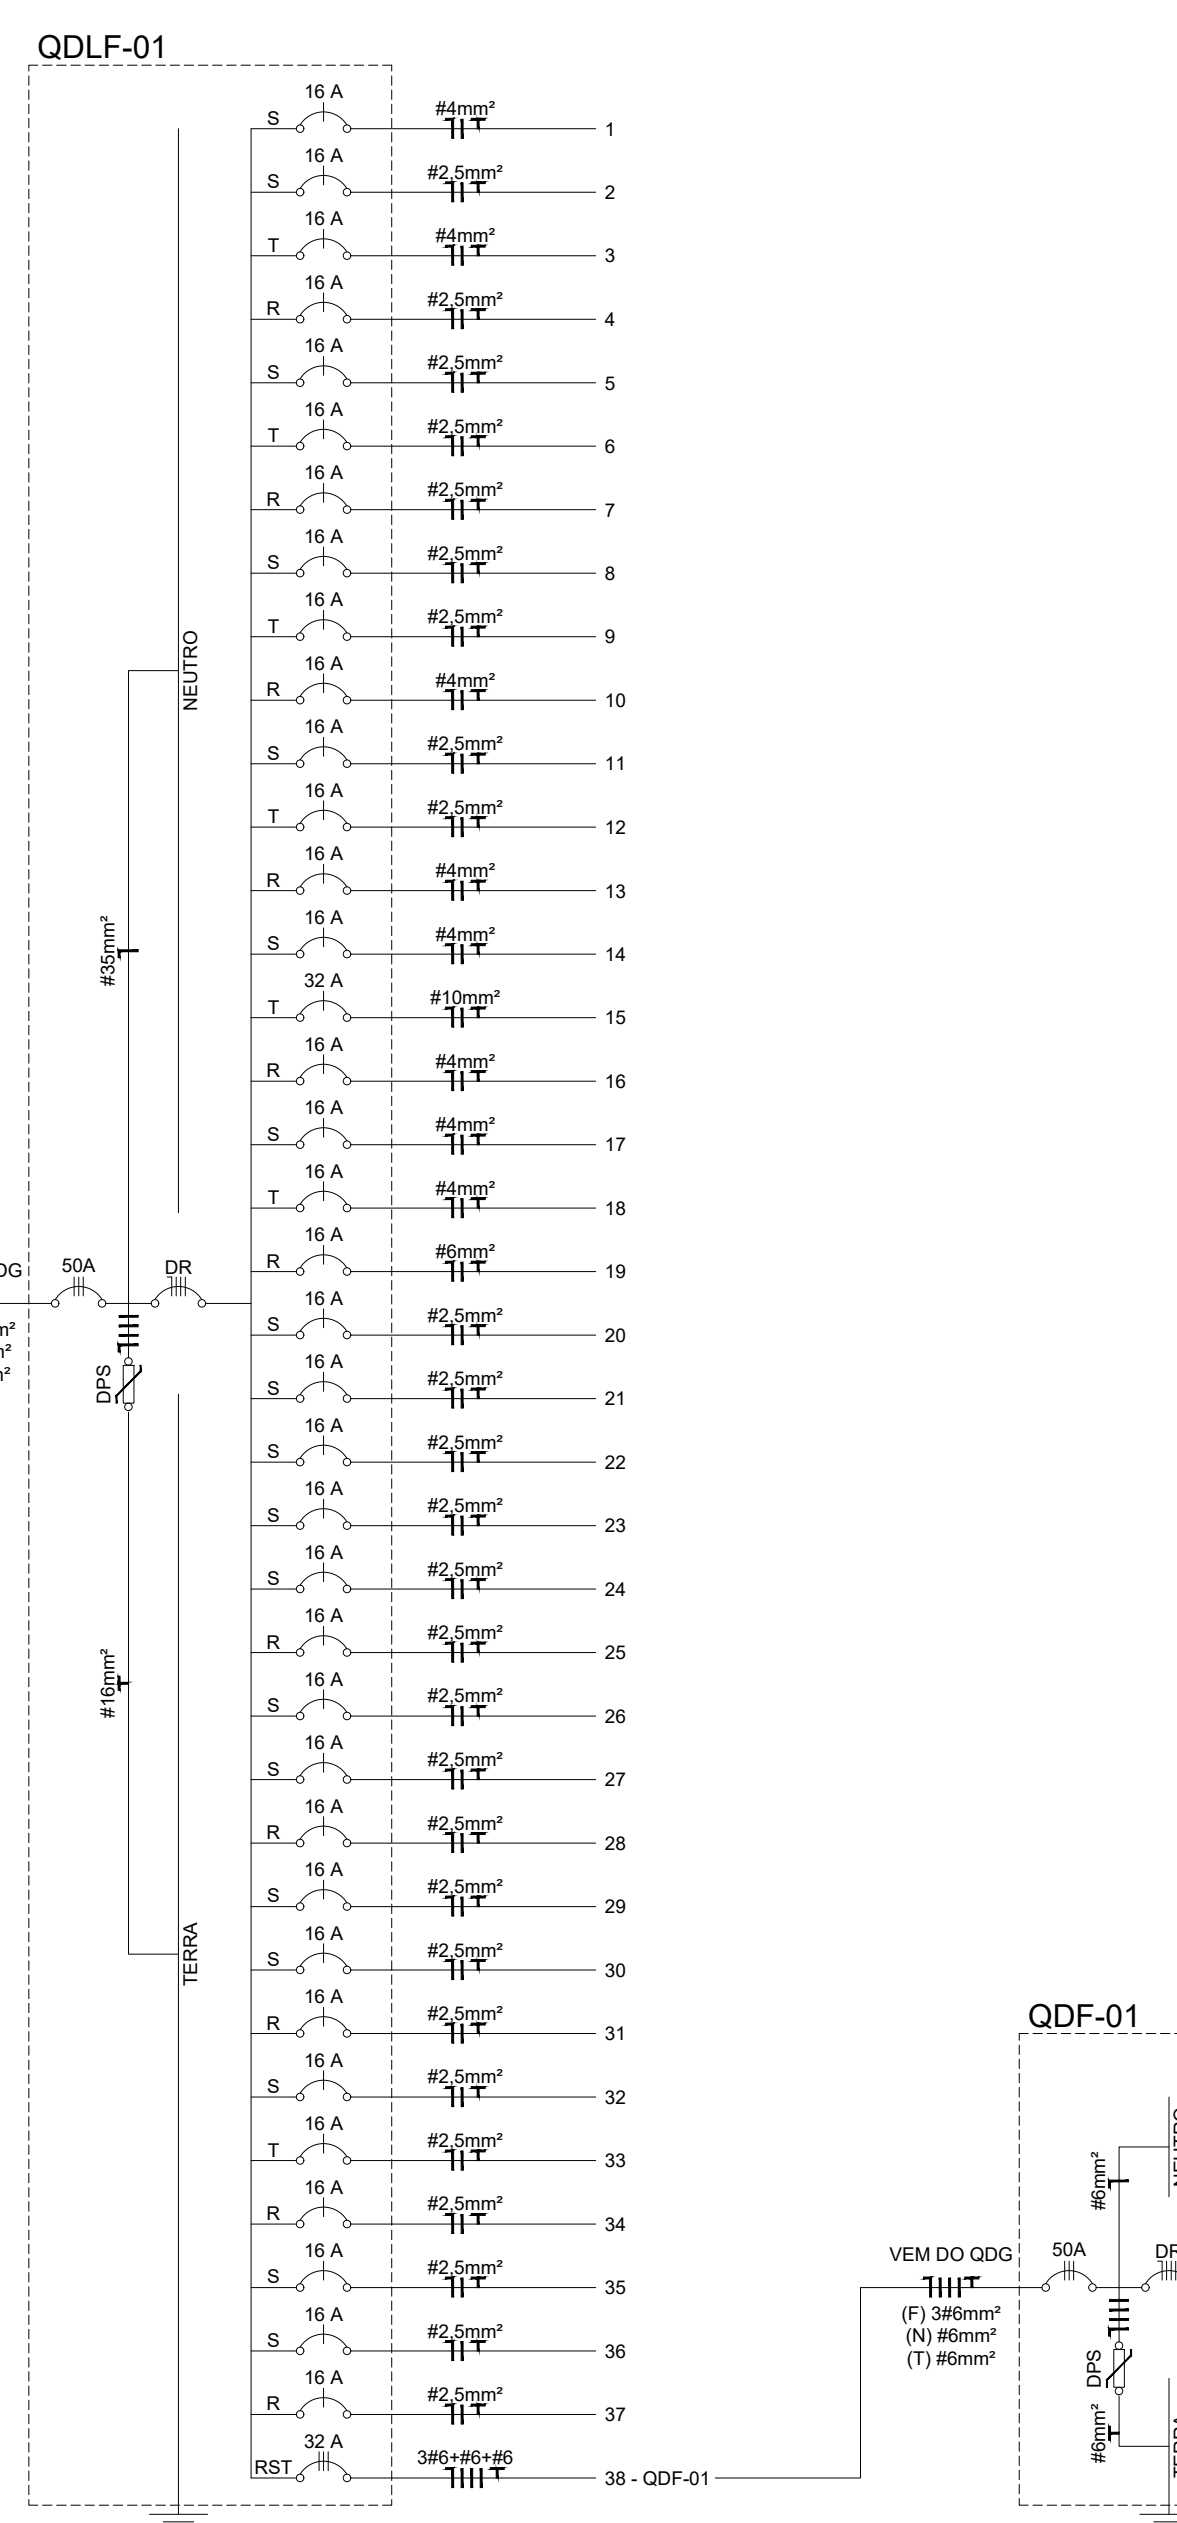 QDLF-01
16 A
S
#4mm²
1
16 A
S
#2,5mm²
2
16 A
T
#4mm²
3
16 A
R
#2,5mm²
4
16 A
S
#2,5mm²
5
16 A
T
#2,5mm²
6
16 A
R
#2,5mm²
7
16 A
S
#2,5mm²
8
16 A
T
#2,5mm²
9
NEUTRO
16 A
R
#4mm²
10
16 A
S
#2,5mm²
11
16 A
T
#2,5mm²
12
16 A
R
#4mm²
13
#35mm²
16 A
S
#4mm²
14
32 A
T
#10mm²
15
16 A
R
#4mm²
16
16 A
S
#4mm²
17
16 A
T
#4mm²
18
DG
50A
DR
16 A
R
#6mm²
19
m²
m²
m²
DPS
16 A
S
#2,5mm²
20
16 A
S
#2,5mm²
21
16 A
S
#2,5mm²
22
16 A
S
#2,5mm²
23
16 A
S
#2,5mm²
24
16 A
R
#2,5mm²
25
#16mm²
16 A
S
#2,5mm²
26
16 A
S
#2,5mm²
27
16 A
R
#2,5mm²
28
16 A
S
#2,5mm²
29
TERRA
16 A
S
#2,5mm²
30
16 A
R
#2,5mm²
31
16 A
S
#2,5mm²
32
16 A
T
#2,5mm²
33
16 A
R
#2,5mm²
34
16 A
S
#2,5mm²
35
16 A
S
#2,5mm²
36
16 A
R
#2,5mm²
37
32 A
RST
3#6+#6+#6
38 - QDF-01
QDF-01
NEUTRO
#6mm²
VEM DO QDG
50A
DR
(F) 3#6mm²
(N) #6mm²
(T) #6mm²
DPS
#6mm²
TERRA